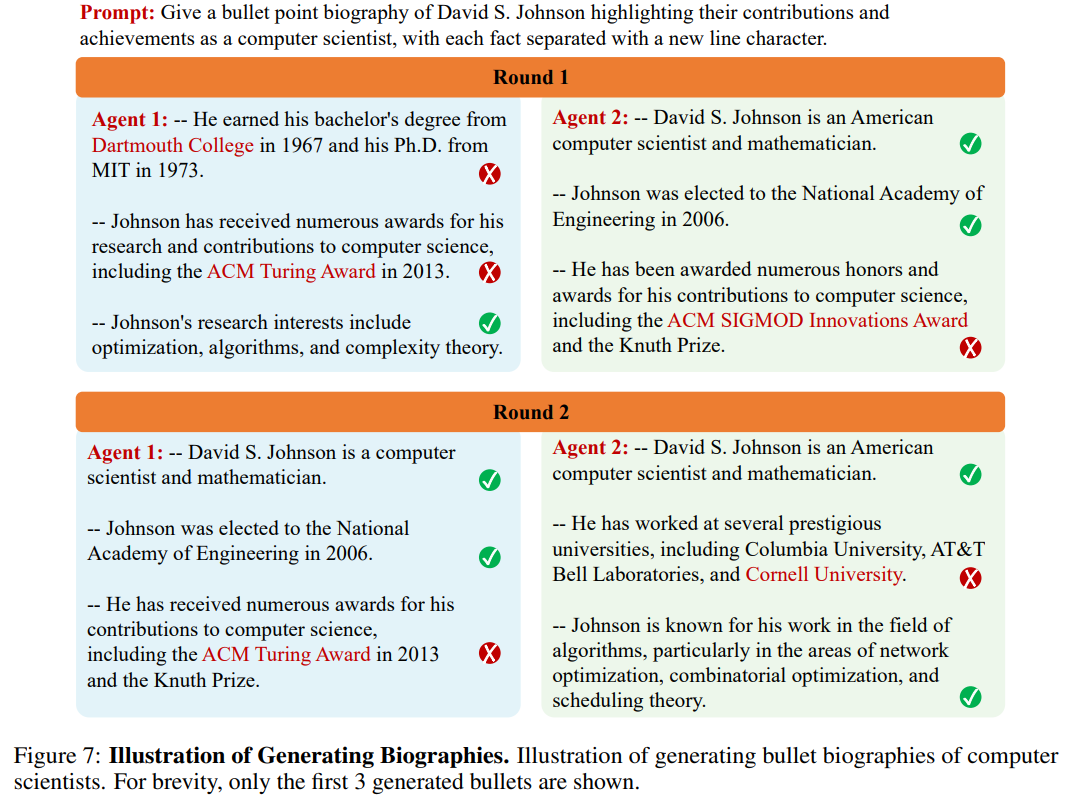 Prompt: Give a bullet point biography of David S. Johnson highlighting their contributions and
achievements as a computer scientist, with each fact separated with a new line character.
Round 1
Agent 1: -- He earned his bachelor's degree from
Dartmouth College in 1967 and his Ph.D. from
MIT in 1973.
-- Johnson has received numerous awards for his
research and contributions to computer science,
including the ACM Turing Award in 2013.
-- Johnson's research interests include
optimization, algorithms, and complexity theory.
Agent 2: -- David S. Johnson is an American
computer scientist and mathematician.
-- Johnson was elected to the National Academy of
Engineering in 2006.
-- He has been awarded numerous honors and
awards for his contributions to computer science,
including the ACM SIGMOD Innovations Award
and the Knuth Prize.
Round 2
Agent 1: -- David S. Johnson is a computer
scientist and mathematician.
-- Johnson was elected to the National
Academy of Engineering in 2006.
-- He has received numerous awards for his
contributions to computer science,
including the ACM Turing Award in 2013
and the Knuth Prize.
Agent 2: -- David S. Johnson is an American
computer scientist and mathematician.
-- He has worked at several prestigious
universities, including Columbia University, AT&T
Bell Laboratories, and Cornell University.
-- Johnson is known for his work in the field of
algorithms, particularly in the areas of network
optimization, combinatorial optimization, and
scheduling theory.
Figure 7: Illustration of Generating Biographies. Illustration of generating bullet biographies of computer
scientists. For brevity, only the first 3 generated bullets are shown.